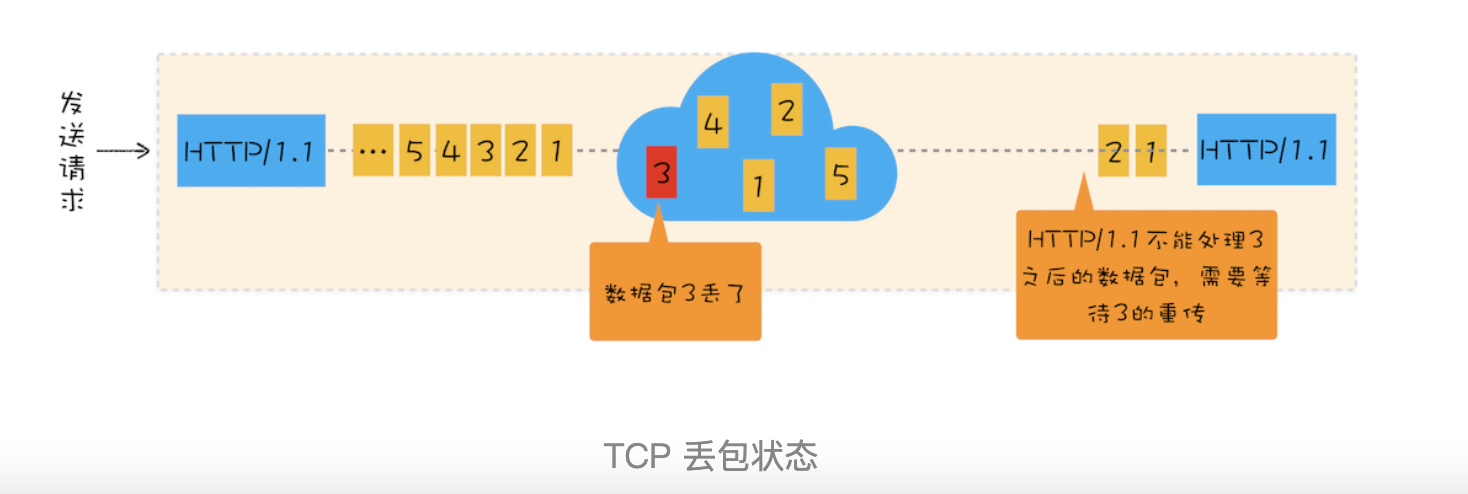 发送请求
HTTP/1.1
… 5 4 3 2 1
4
2
3
1
5
2 1
HTTP/1.1
数据包3丢了
HTTP/1.1不能处理3
之后的数据包,需要等
待3的重传
TCP 丢包状态